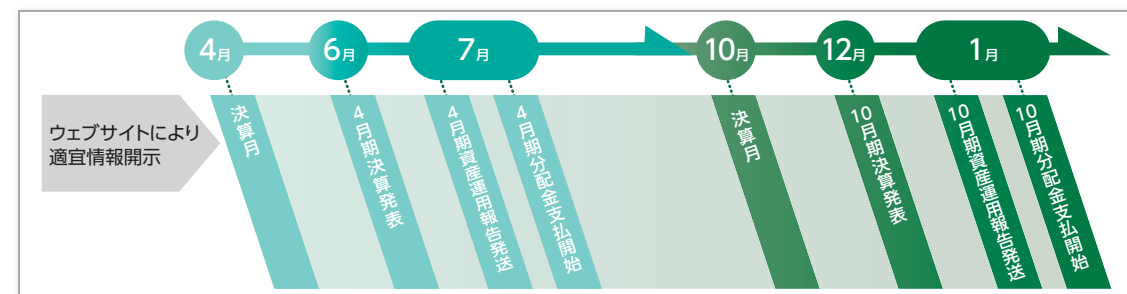 4月
6月
7月
10月
12月
1月
ウェブサイトにより
適宜情報開示
決算月
4月期決算発表
4月期資産運用報告発送
4月期分配金支払開始
決算月
10月期決算発表
10月期資産運用報告発送
10月期分配金支払開始